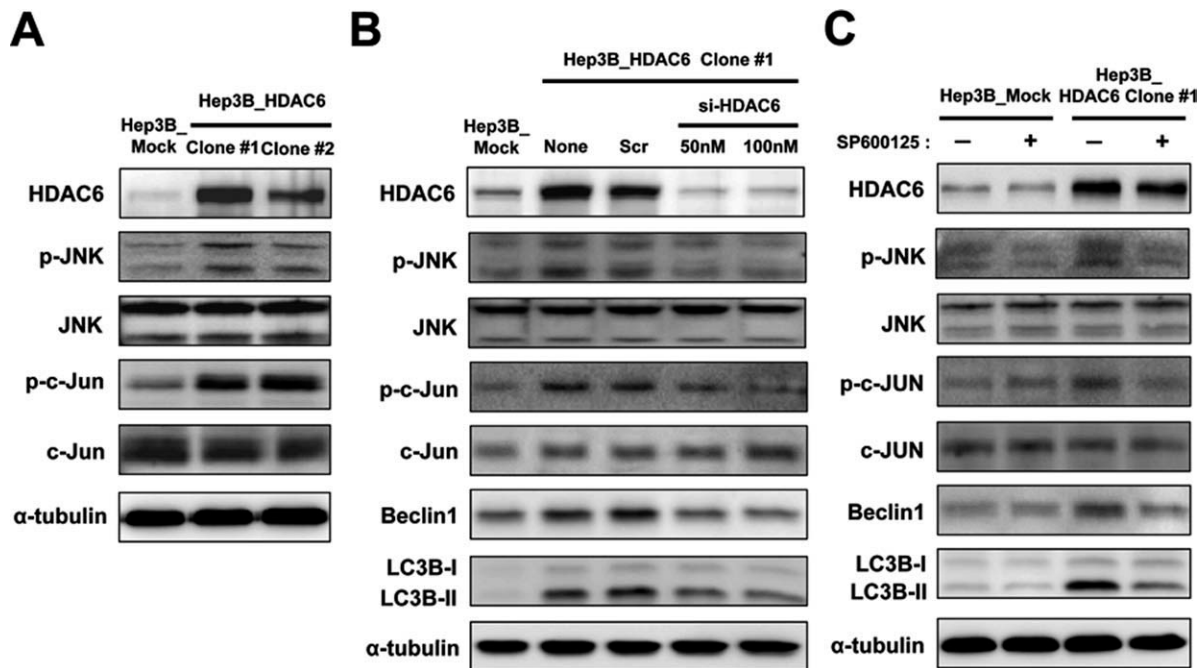 A
Hep3B_HDAC6
Hep3B_
Mock
Clone #1 Clone #2
HDAC6
p-JNK
JNK
p-c-Jun
c-Jun
α-tubulin
B
Hep3B_HDAC6 Clone #1
si-HDAC6
Hep3B_
Mock
None Scr 50nM 100nM
HDAC6
p-JNK
JNK
p-c-Jun
c-Jun
Beclin1
LC3B-I
LC3B-II
α-tubulin
C
Hep3B_Mock
Hep3B_
HDAC6 Clone #1
SP600125 : – + – +
HDAC6
p-JNK
JNK
p-c-JUN
c-JUN
Beclin1
LC3B-I
LC3B-II
α-tubulin